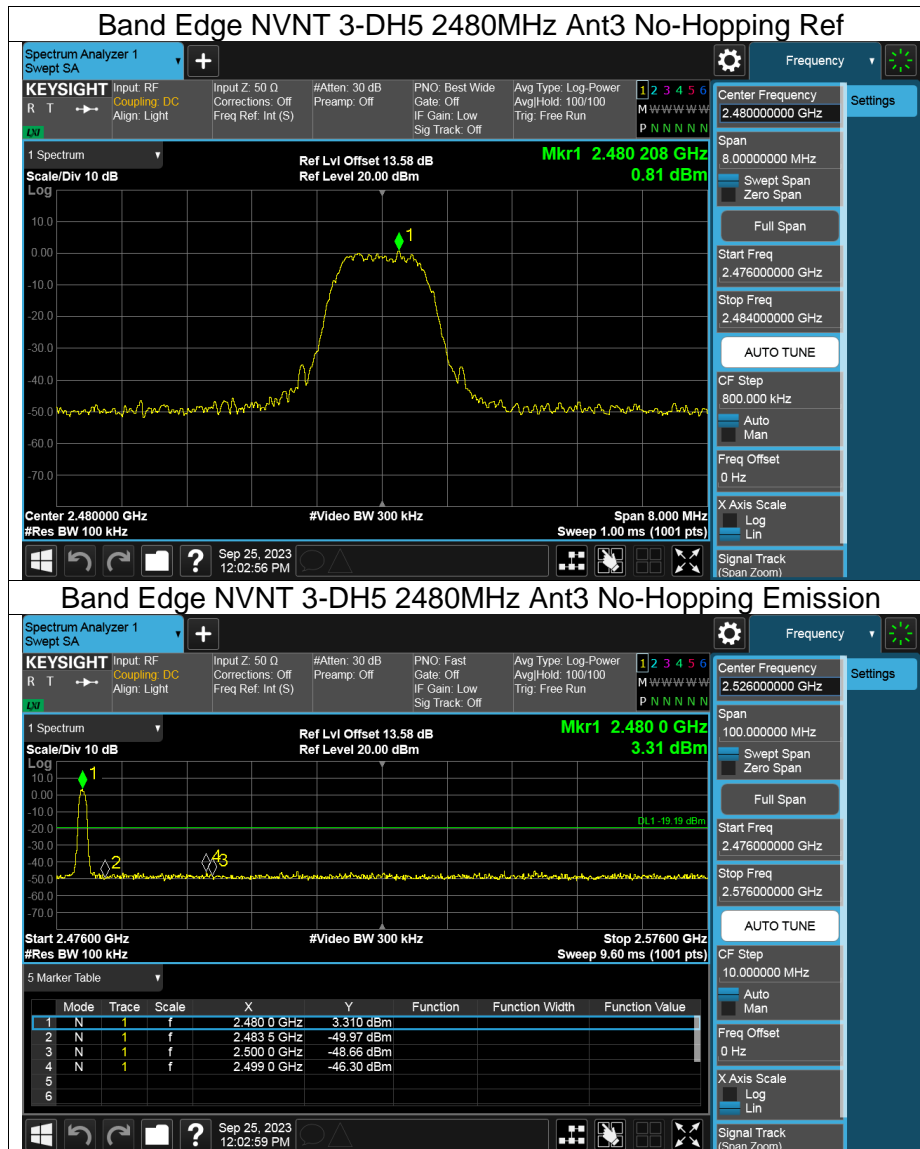 Band Edge NVNT 3-DH5 2480MHz Ant3 No-Hopping Ref
Spectrum Analyzer 1
Swept SA
Frequency
KEYSIGHT
R T
LXI
Input: RF
Coupling: DC
Align: Light
Input Z: 50 Ω
Corrections: Off
Freq Ref: Int (S)
#Atten: 30 dB
Preamp: Off
PNO: Best Wide
Gate: Off
IF Gain: Low
Sig Track: Off
Avg Type: Log-Power
Avg|Hold: 100/100
Trig: Free Run
1 2 3 4 5 6
M W W W W W
P N N N N N
Center Frequency
2.480000000 GHz
Settings
Span
8.00000000 MHz
Swept Span
Zero Span
Full Span
Start Freq
2.476000000 GHz
Stop Freq
2.484000000 GHz
AUTO TUNE
CF Step
800.000 kHz
Auto
Man
Freq Offset
0 Hz
X Axis Scale
Log
Lin
Signal Track
(Span Zoom)
1 Spectrum
Scale/Div 10 dB
Log
Ref Lvl Offset 13.58 dB
Ref Level 20.00 dBm
Mkr1 2.480 208 GHz
0.81 dBm
1
10.0
0.00
-10.0
-20.0
-30.0
-40.0
-50.0
-60.0
-70.0
Center 2.480000 GHz
#Res BW 100 kHz
#Video BW 300 kHz
Span 8.000 MHz
Sweep 1.00 ms (1001 pts)
?
Sep 25, 2023
12:02:56 PM
Band Edge NVNT 3-DH5 2480MHz Ant3 No-Hopping Emission
Spectrum Analyzer 1
Swept SA
Frequency
KEYSIGHT
R T
LXI
Input: RF
Coupling: DC
Align: Light
Input Z: 50 Ω
Corrections: Off
Freq Ref: Int (S)
#Atten: 30 dB
Preamp: Off
PNO: Fast
Gate: Off
IF Gain: Low
Sig Track: Off
Avg Type: Log-Power
Avg|Hold: 100/100
Trig: Free Run
1 2 3 4 5 6
M W W W W W
P N N N N N
Center Frequency
2.526000000 GHz
Settings
Span
100.000000 MHz
Swept Span
Zero Span
Full Span
Start Freq
2.476000000 GHz
Stop Freq
2.576000000 GHz
AUTO TUNE
CF Step
10.000000 MHz
Auto
Man
Freq Offset
0 Hz
X Axis Scale
Log
Lin
Signal Track
(Span Zoom)
1 Spectrum
Scale/Div 10 dB
Log
Ref Lvl Offset 13.58 dB
Ref Level 20.00 dBm
Mkr1 2.480 0 GHz
3.31 dBm
1
2
4
3
DL1 -19.19 dBm
10.0
0.00
-10.0
-20.0
-30.0
-40.0
-50.0
-60.0
-70.0
Start 2.47600 GHz
#Res BW 100 kHz
#Video BW 300 kHz
Stop 2.57600 GHz
Sweep 9.60 ms (1001 pts)
5 Marker Table
Mode Trace Scale X Y Function Function Width Function Value
1 N 1 f 2.480 0 GHz 3.310 dBm
2 N 1 f 2.483 5 GHz -49.97 dBm
3 N 1 f 2.500 0 GHz -48.66 dBm
4 N 1 f 2.499 0 GHz -46.30 dBm
5
6
?
Sep 25, 2023
12:02:59 PM